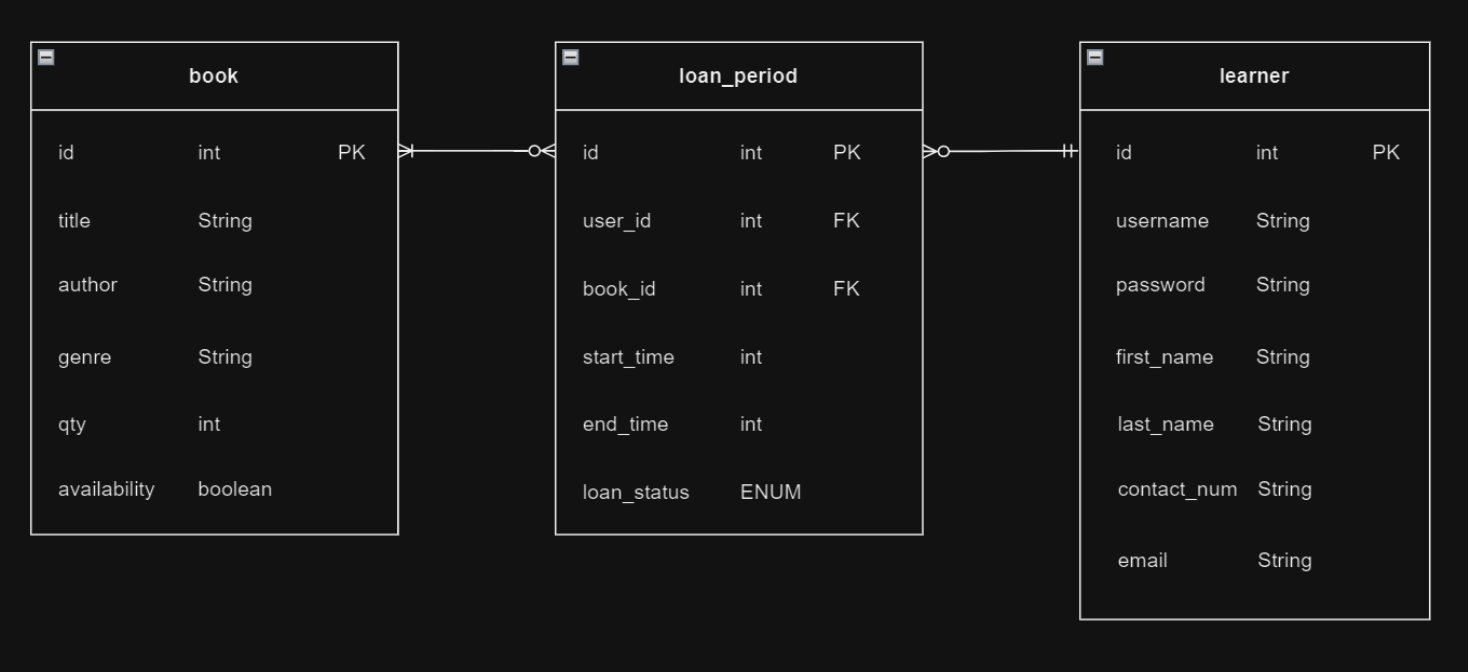 book
id int PK
title String
author String
genre String
qty int
availability boolean
loan_period
id int PK
user_id int FK
book_id int FK
start_time int
end_time int
loan_status ENUM
learner
id int PK
username String
password String
first_name String
last_name String
contact_num String
email String